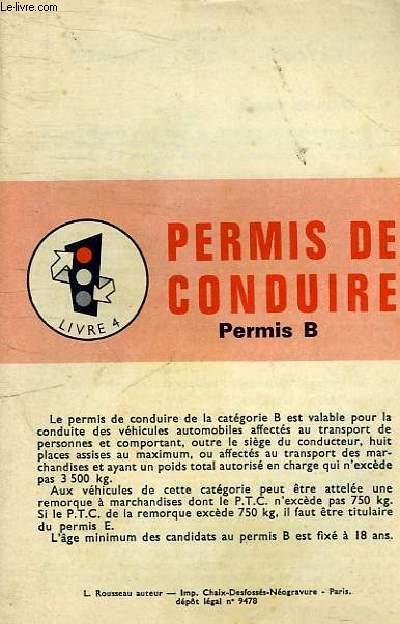 Le-livre.com
PERMIS DE
CONDUIRE
Permis B
LIVRE 4
Le permis de conduire de la catégorie B est valable pour la
conduite des véhicules automobiles affectés au transport de
personnes et comportant, outre le siège du conducteur, huit
places assises au maximum, ou affectés au transport des mar-
chandises et ayant un poids total autorisé en charge qui n'excède
pas 3 500 kg.
Aux véhicules de cette catégorie peut être attelée une
remorque à marchandises dont le P.T.C. n'excède pas 750 kg.
Si le P.T.C. de la remorque excède 750 kg, il faut être titulaire
du permis E.
L'âge minimum des candidats au permis B est fixé à 18 ans.
L. Rousseau auteur — Imp. Chaix-Desfossés-Néogravure - Paris.
dépôt légal n° 9-478